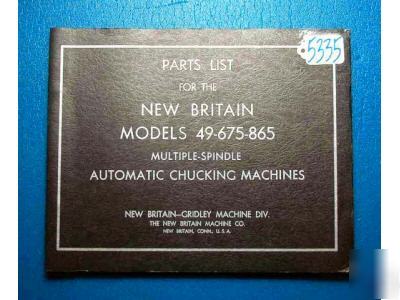 5335
PARTS LIST
FOR THE
NEW BRITAIN
MODELS 49-675-865
MULTIPLE-SPINDLE
AUTOMATIC CHUCKING MACHINES
NEW BRITAIN—GRIDLEY MACHINE DIV.
THE NEW BRITAIN MACHINE CO.
NEW BRITAIN, CONN., U. S. A.